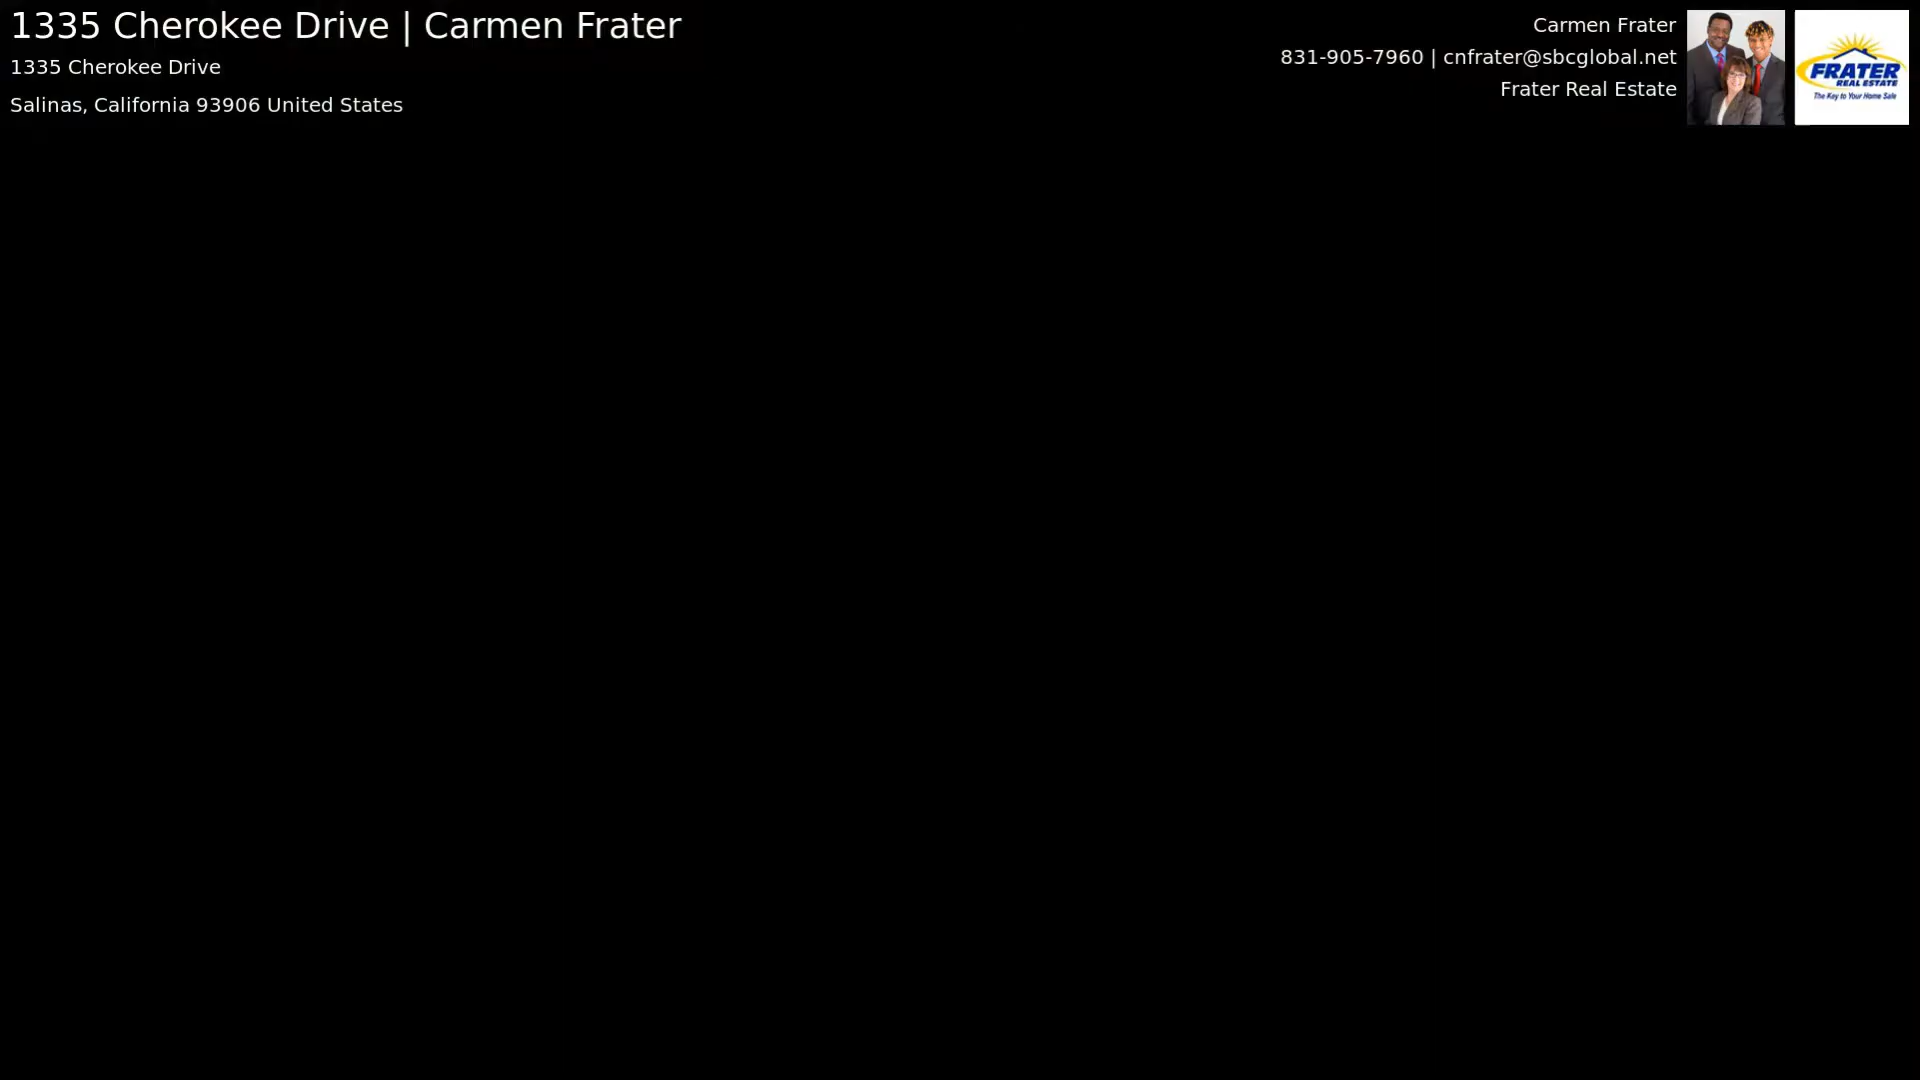 1335 Cherokee Drive | Carmen Frater
1335 Cherokee Drive
Salinas, California 93906 United States
Carmen Frater
831-905-7960 | cnfrater@sbcglobal.net
Frater Real Estate
FRATER
REAL ESTATE
The Key to Your Home Sale